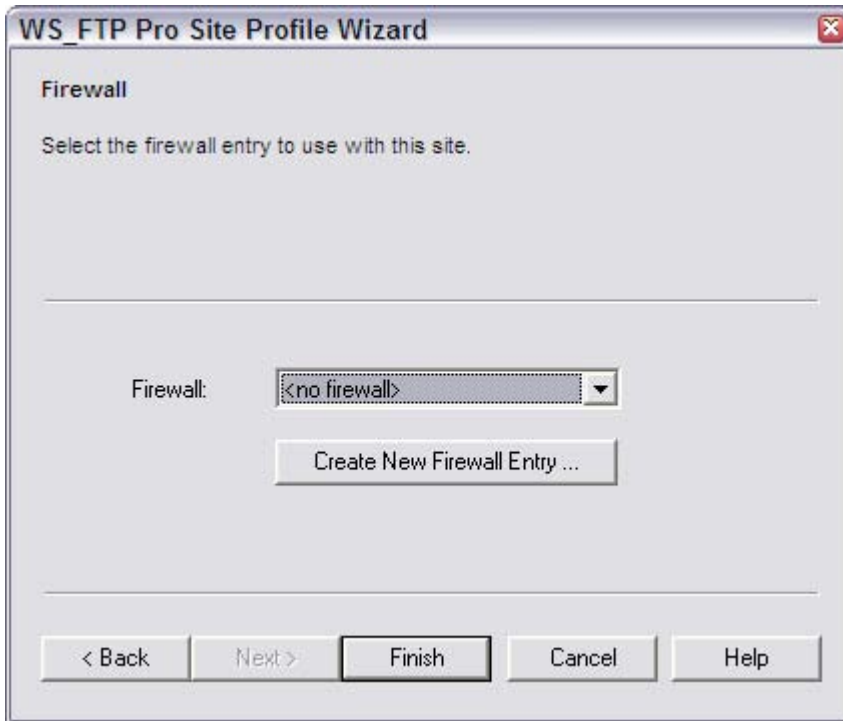 WS_FTP Pro Site Profile Wizard
Firewall
Select the firewall entry to use with this site.
Firewall: <no firewall>
Create New Firewall Entry ...
< Back Next > Finish Cancel Help